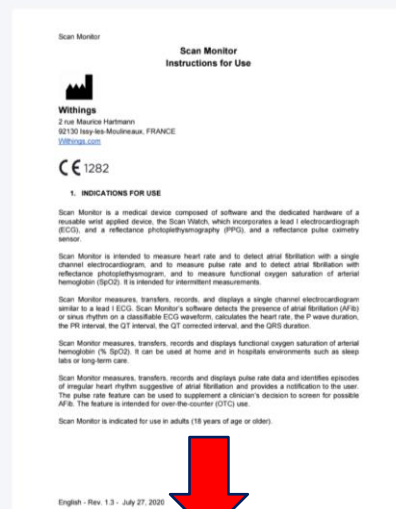 Scan Monitor
Scan Monitor
Instructions for Use
Withings
2 rue Maurice Hartmann
92130 Issy-les-Moulineaux, FRANCE
Withings.com
CE 1282
1. INDICATIONS FOR USE
Scan Monitor is a medical device composed of software and the dedicated hardware of a
reusable wrist applied device, the Scan Watch, which incorporates a lead I electrocardiograph
(ECG), and a reflectance photoplethysmography (PPG), and a reflectance pulse oximetry
sensor.
Scan Monitor is intended to measure heart rate and to detect atrial fibrillation with a single
channel electrocardiogram, and to measure pulse rate and to detect atrial fibrillation with
reflectance photoplethysmogram, and to measure functional oxygen saturation of arterial
hemoglobin (SpO2). It is intended for intermittent measurements.
Scan Monitor measures, transfers, records, and displays a single channel electrocardiogram
similar to a lead I ECG. Scan Monitor's software detects the presence of atrial fibrillation (AFib)
or sinus rhythm on a classifiable ECG waveform, calculates the heart rate, the P wave duration,
the PR interval, the QT interval, the QT corrected interval, and the QRS duration.
Scan Monitor measures, transfers, records and displays functional oxygen saturation of arterial
hemoglobin (% SpO2). It can be used at home and in hospitals environments such as sleep
labs or long-term care.
Scan Monitor measures, transfers, records and displays pulse rate data and identifies episodes
of irregular heart rhythm suggestive of atrial fibrillation and provides a notification to the user.
The pulse rate feature can be used to supplement a clinician's decision to screen for possible
AFib. The feature is intended for over-the-counter (OTC) use.
Scan Monitor is indicated for use in adults (18 years of age or older).
English - Rev. 1.3 - July 27, 2020